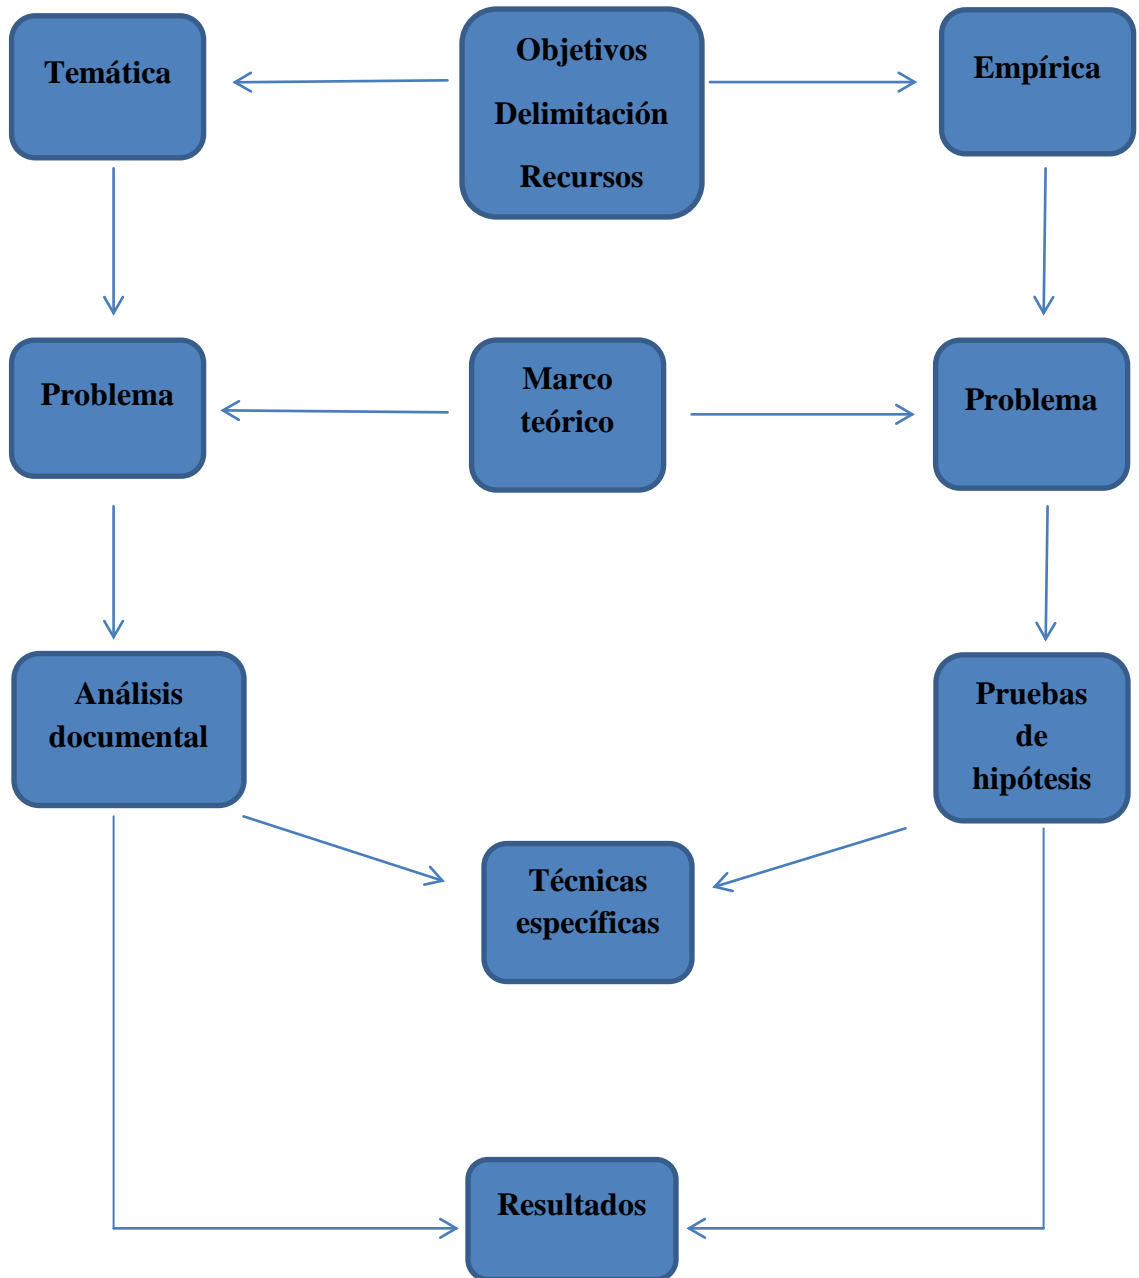 Temática
Objetivos
Delimitación
Recursos
Empírica
Problema
Marco
teórico
Problema
Análisis
documental
Pruebas
de
hipótesis
Técnicas
específicas
Resultados